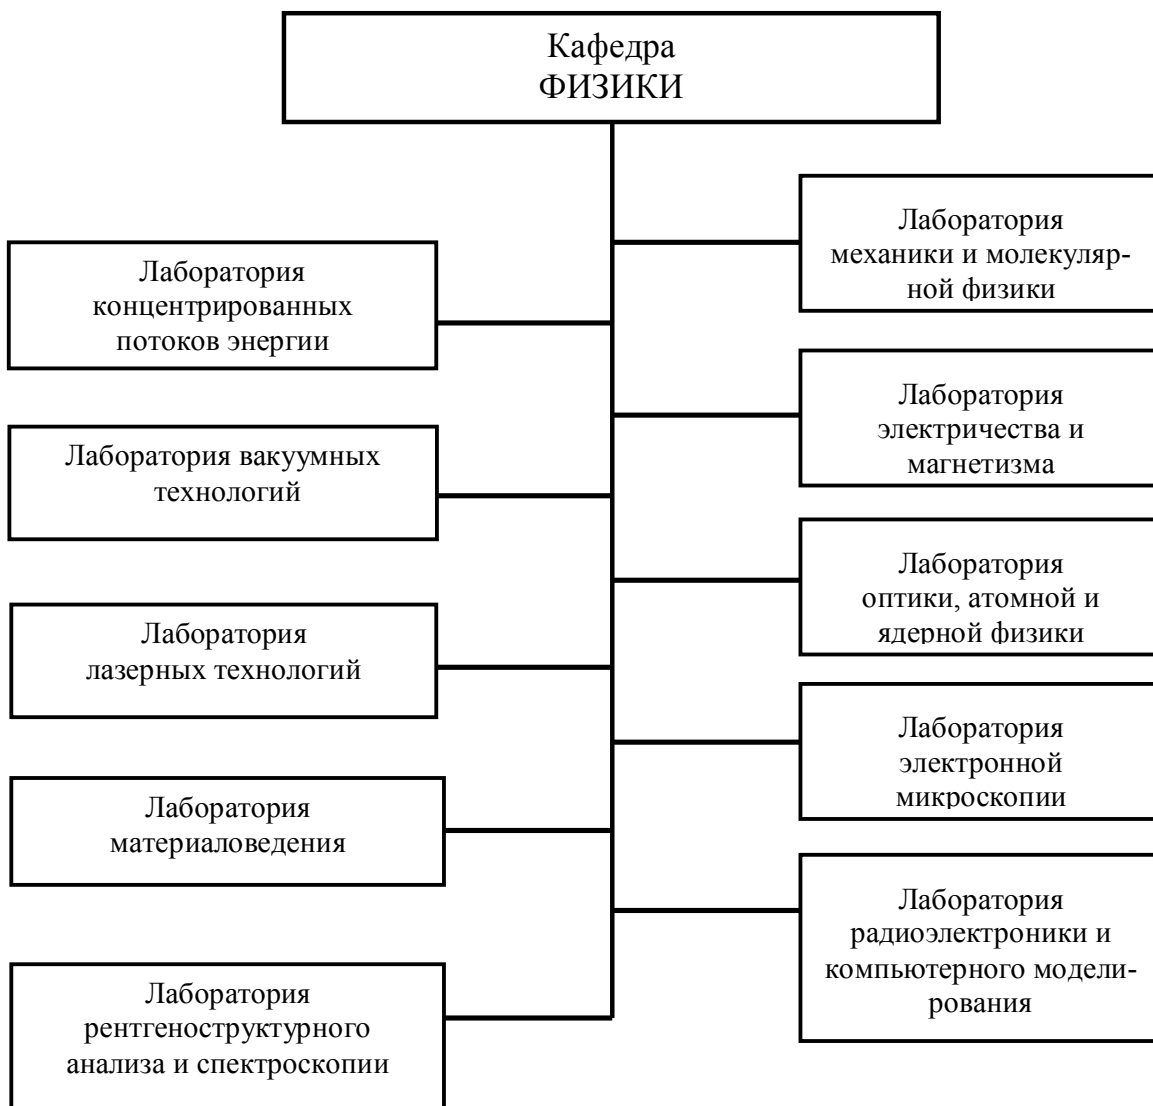 Кафедра
ФИЗИКИ
Лаборатория
концентрированных
потоков энергии
Лаборатория вакуумных
технологий
Лаборатория
лазерных технологий
Лаборатория
материаловедения
Лаборатория
рентгеноструктурного
анализа и спектроскопии
Лаборатория
механики и молекуляр-
ной физики
Лаборатория
электричества и
магнетизма
Лаборатория
оптики, атомной и
ядерной физики
Лаборатория
электронной
микроскопии
Лаборатория
радиоэлектроники и
компьютерного модели-
рования